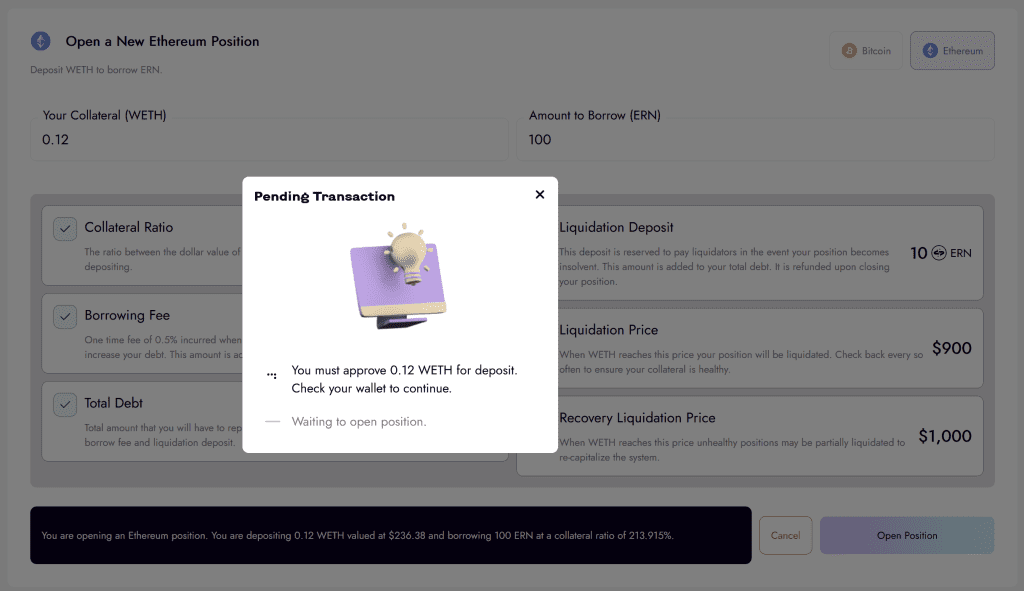 Open a New Ethereum Position
Bitcoin
Ethereum
Deposit WETH to borrow ERN.
Your Collateral (WETH)
0.12
Amount to Borrow (ERN)
100
Pending Transaction
You must approve 0.12 WETH for deposit.
Check your wallet to continue.
Waiting to open position.
Collateral Ratio
The ratio between the dollar value of
depositing.
Borrowing Fee
One time fee of 0.5% incurred when
increase your debt. This amount is
Total Debt
Total amount that you will have to
borrow fee and liquidation deposit.
Liquidation Deposit
This deposit is reserved to pay liquidators in the event your position becomes
insolvent. This amount is added to your total debt. It is refunded upon closing
your position.
10 ERN
Liquidation Price
When WETH reaches this price your position will be liquidated. Check back every so
often to ensure your collateral is healthy.
$900
Recovery Liquidation Price
When WETH reaches this price unhealthy positions may be partially liquidated to
re-capitalize the system.
$1,000
You are opening an Ethereum position. You are depositing 0.12 WETH valued at $236.38 and borrowing 100 ERN at a collateral ratio of 213.915%.
Cancel
Open Position